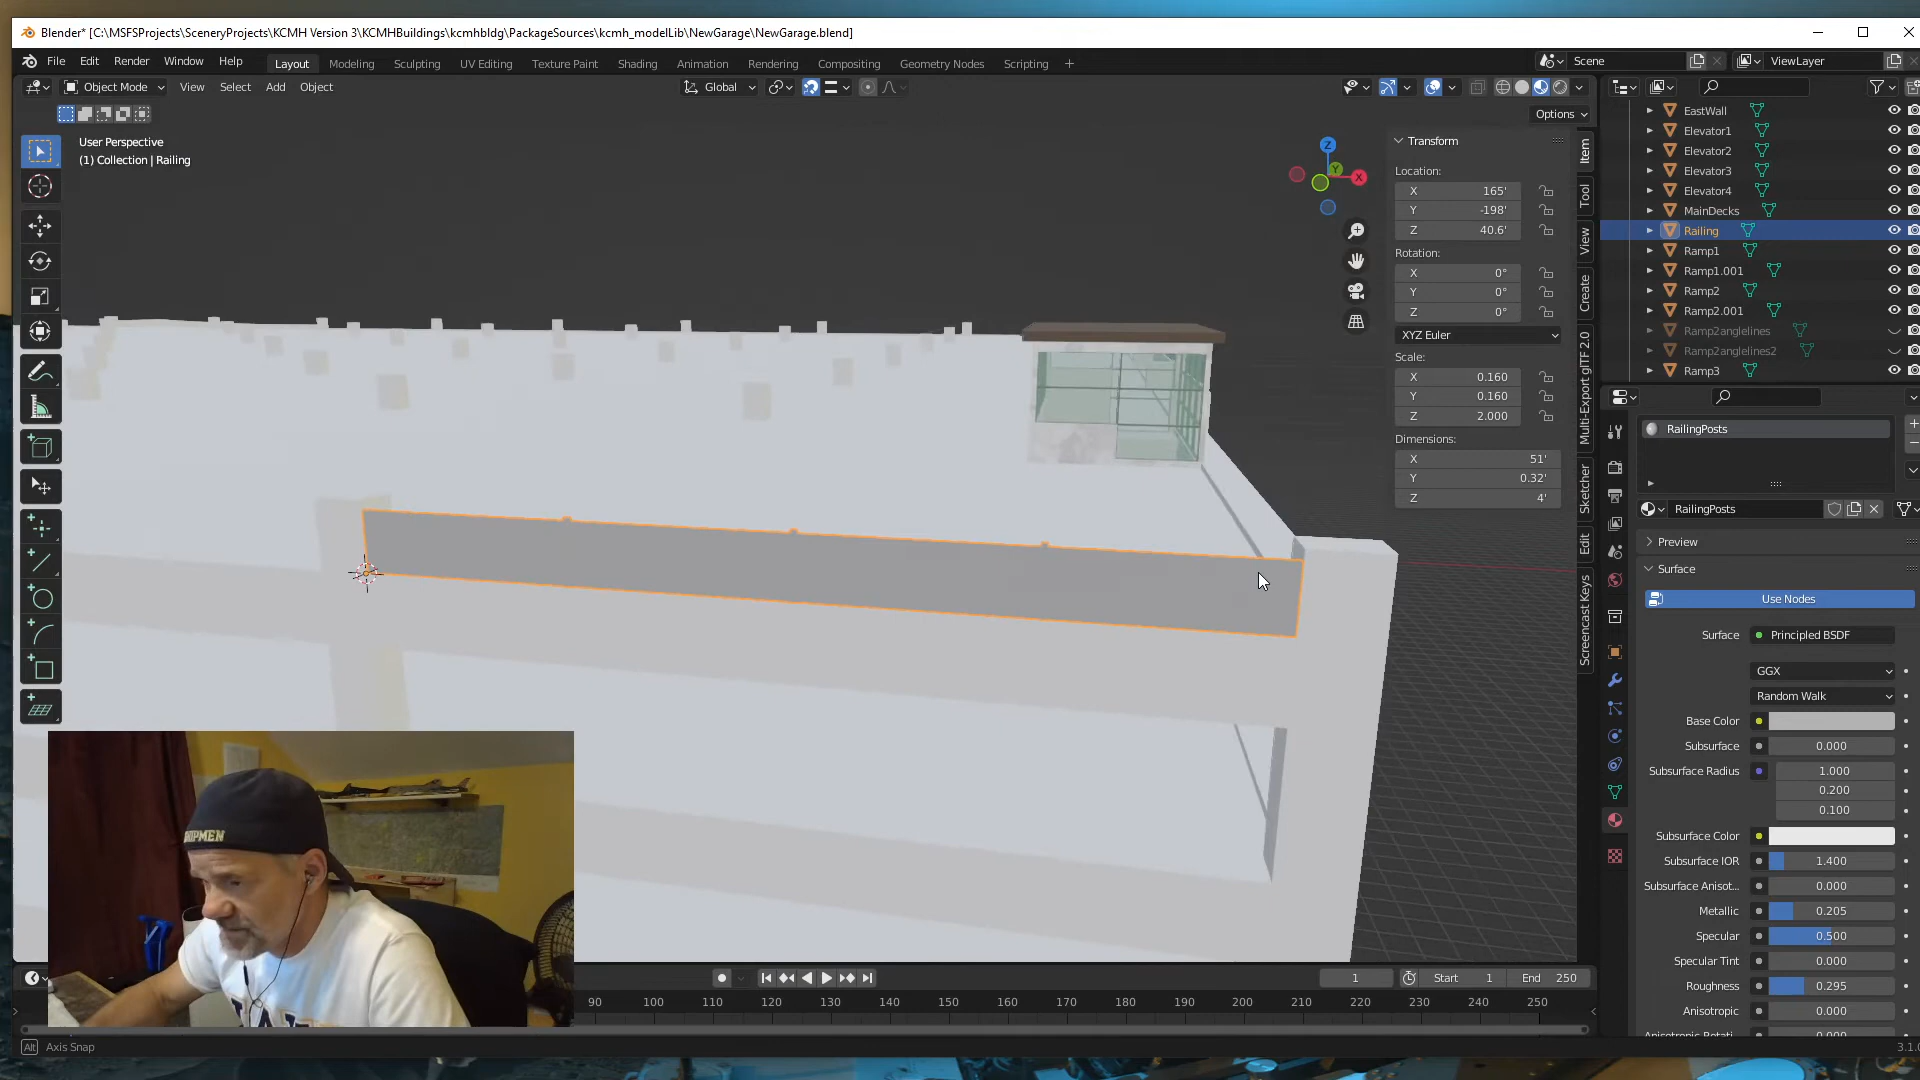 Blender* [C:\MSFSProjects\SceneryProjects\KCMH Version 3\KCMHBuildings\kcmhbldg\PackageSources\kcmh_modelLib\NewGarage\NewGarage.blend]
File Edit Render Window Help Layout Modeling Sculpting UV Editing Texture Paint Shading Animation Rendering Compositing Geometry Nodes Scripting + Scene ViewLayer
Object Mode View Select Add Object Global
Options
User Perspective
(1) Collection | Railing
Z
Y
X
Transform
Location:
X 165'
Y -198'
Z 40.6'
Rotation:
X 0°
Y 0°
Z 0°
XYZ Euler
Scale:
X 0.160
Y 0.160
Z 2.000
Dimensions:
X 51'
Y 0.32'
Z 4'
Item
Tool
View
Create
Multi-Export glTF 2.0
Sketcher
Edit
Screencast Keys
EastWall
Elevator1
Elevator2
Elevator3
Elevator4
MainDecks
Railing
Ramp1
Ramp1.001
Ramp2
Ramp2.001
Ramp2anglelines
Ramp2anglelines2
Ramp3
RailingPosts
RailingPosts
Preview
Surface
Use Nodes
Surface Principled BSDF
GGX
Random Walk
Base Color
Subsurface 0.000
Subsurface Radius 1.000
0.200
0.100
Subsurface Color
Subsurface IOR 1.400
Subsurface Anisot... 0.000
Metallic 0.205
Specular 0.500
Specular Tint 0.000
Roughness 0.295
Anisotropic 0.000
Anisotropic Rotati... 0.000
1 Start 1 End 250
90 100 110 120 130 140 150 160 170 180 190 200 210 220 230 240 250
Alt Axis Snap
3.1.0